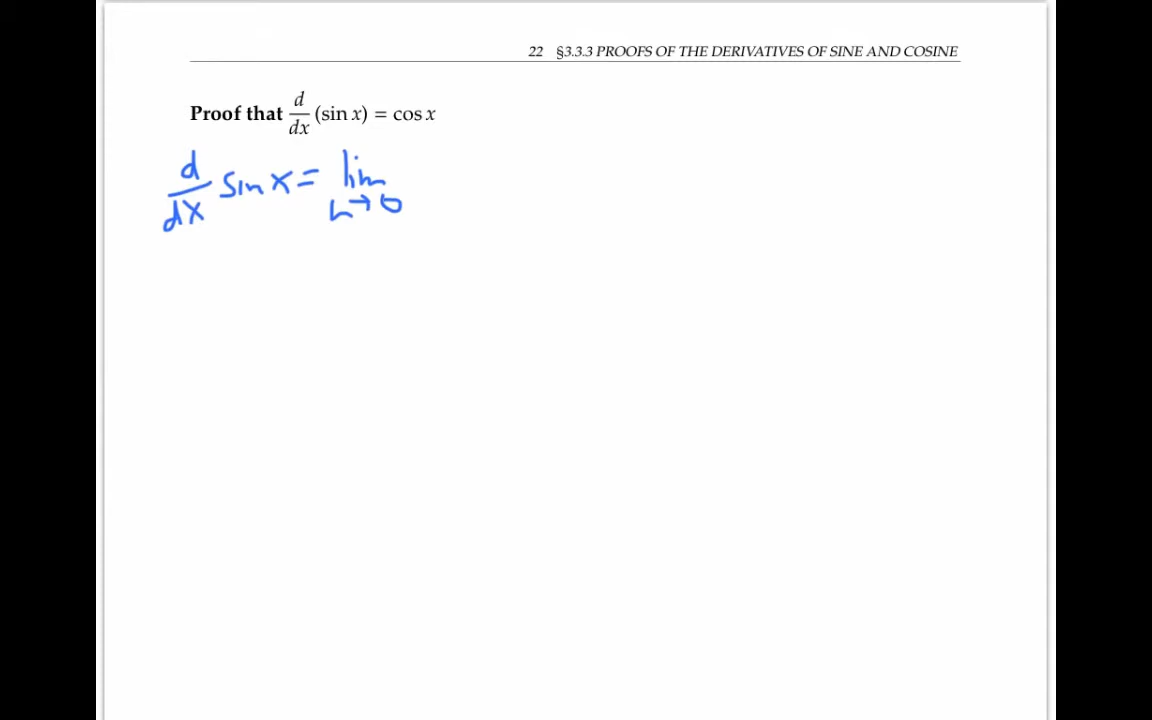 22 §3.3.3 PROOFS OF THE DERIVATIVES OF SINE AND COSINE
Proof that d/dx (sin x) = cos x
d/dx sin x = lim h→0